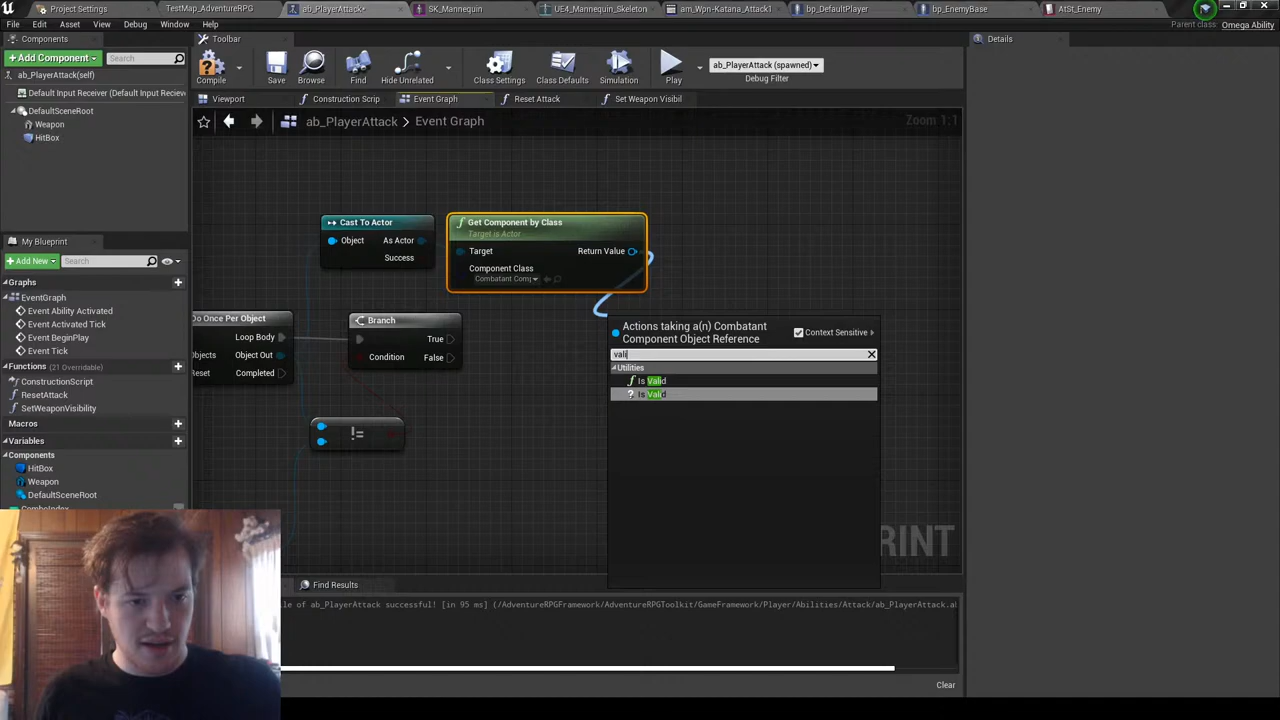 Project Settings
TestMap_AdventureRPG
ab_PlayerAttack•
SK_Mannequin
UE4_Mannequin_Skeleton
am_Wpn-Katana_Attack1
bp_DefaultPlayer
bp_EnemyBase
AtSt_Enemy
Parent class:
Omega Ability
File Edit Asset View Debug Window Help
Components
Toolbar
Details
+Add Component
Search
ab_PlayerAttack(self)
Default Input Receiver (Default Input Receive
DefaultSceneRoot
Weapon
HitBox
Compile
Save
Browse
Find
Hide Unrelated
Class Settings
Class Defaults
Simulation
Play
ab_PlayerAttack (spawned)
Debug Filter
Viewport
Construction Scrip
Event Graph
Reset Attack
Set Weapon Visibil
ab_PlayerAttack > Event Graph
Zoom 1:1
My Blueprint
+Add New
Search
Graphs
EventGraph
Event Ability Activated
Event Activated Tick
Event BeginPlay
Event Tick
Functions (21 Overridable)
ConstructionScript
ResetAttack
SetWeaponVisibility
Macros
Variables
Components
HitBox
Weapon
DefaultSceneRoot
ComboIndex
Cast To Actor
Object
As Actor
Success
Get Component by Class
Target is Actor
Target
Return Value
Component Class
Combatant Comp
Do Once Per Object
Loop Body
Objects
Object Out
Reset
Completed
Branch
True
Condition
False
!=
Actions taking a(n) Combatant
Component Object Reference
Context Sensitive
vali
Utilities
Is Valid
Is Valid
PRINT
Find Results
le of ab_PlayerAttack successful! [in 95 ms] (/AdventureRPGFramework/AdventureRPGToolkit/GameFramework/Player/Abilities/Attack/ab_PlayerAttack.ab
Clear